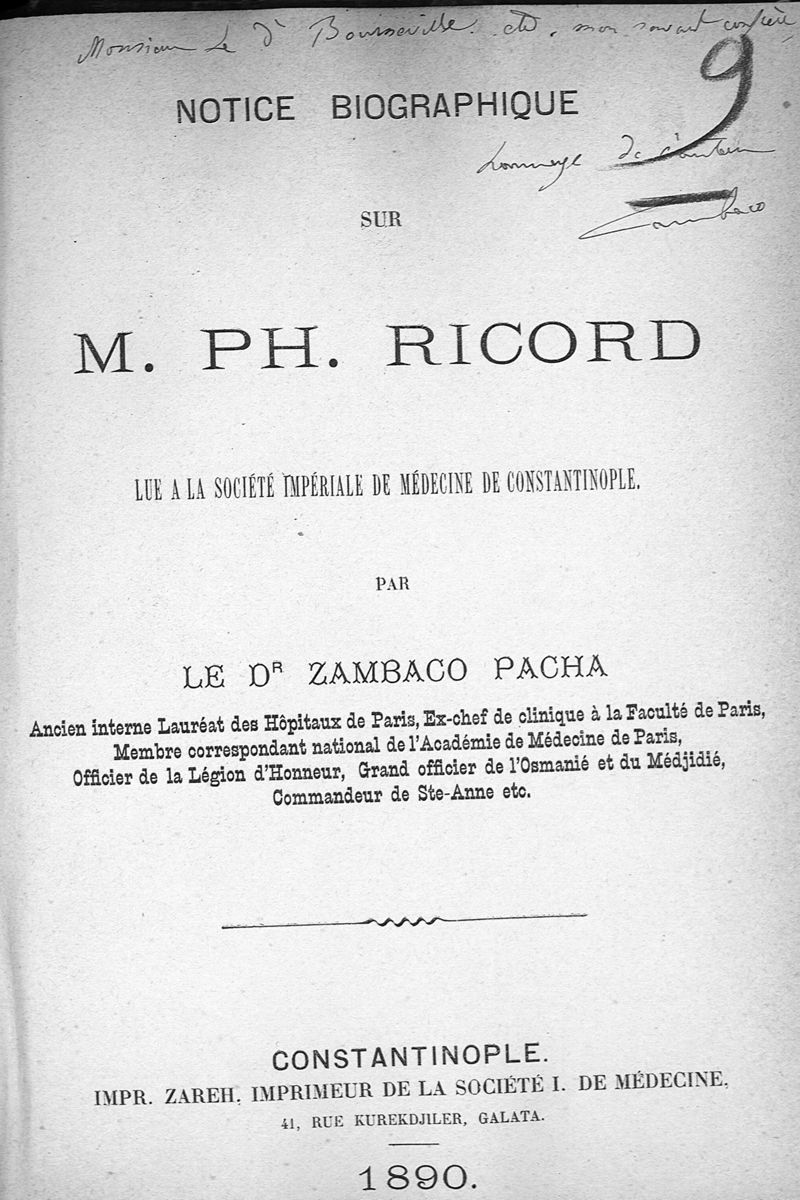 Monsieur Le Dr Bourneville. etc, mon savant confrère,
NOTICE BIOGRAPHIQUE
9
hommage de l'auteur
SUR
Zambaco
M. PH. RICORD
LUE A LA SOCIÉTÉ IMPÉRIALE DE MÉDECINE DE CONSTANTINOPLE.
PAR
LE DR ZAMBACO PACHA
Ancien interne Lauréat des Hôpitaux de Paris, Ex-chef de clinique à la Faculté de Paris,
Membre correspondant national de l'Académie de Médecine de Paris,
Officier de la Légion d'Honneur, Grand officier de l'Osmanié et du Médjidié,
Commandeur de Ste-Anne etc.
CONSTANTINOPLE.
IMPR. ZAREH, IMPRIMEUR DE LA SOCIÉTÉ I. DE MÉDECINE,
41, RUE KUREKDJILER, GALATA.
1890.